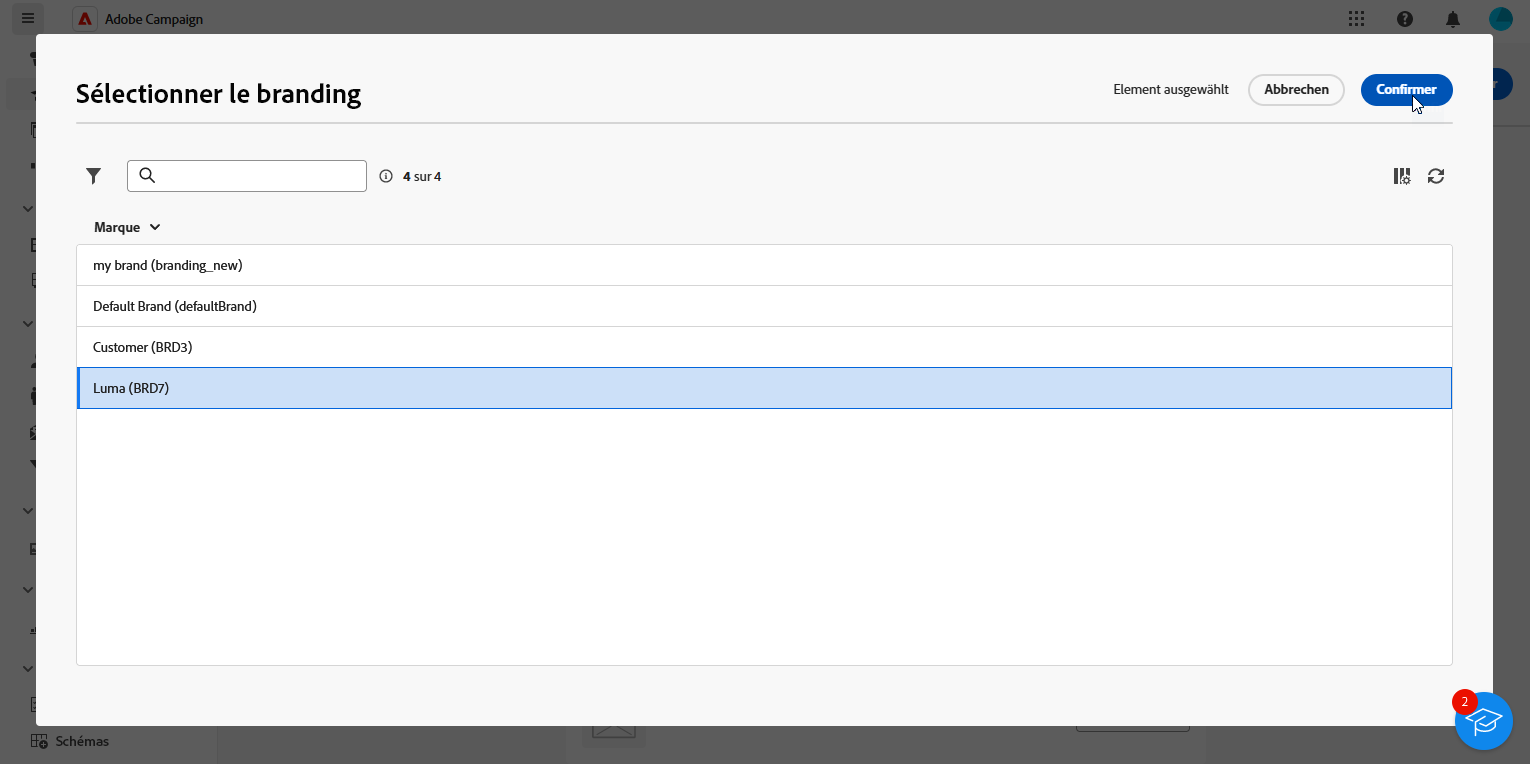 Adobe Campaign
Sélectionner le branding
Element ausgewählt
Abbrechen
Confirmer
4 sur 4
Marque
my brand (branding_new)
Default Brand (defaultBrand)
Customer (BRD3)
Luma (BRD7)
2
Schémas